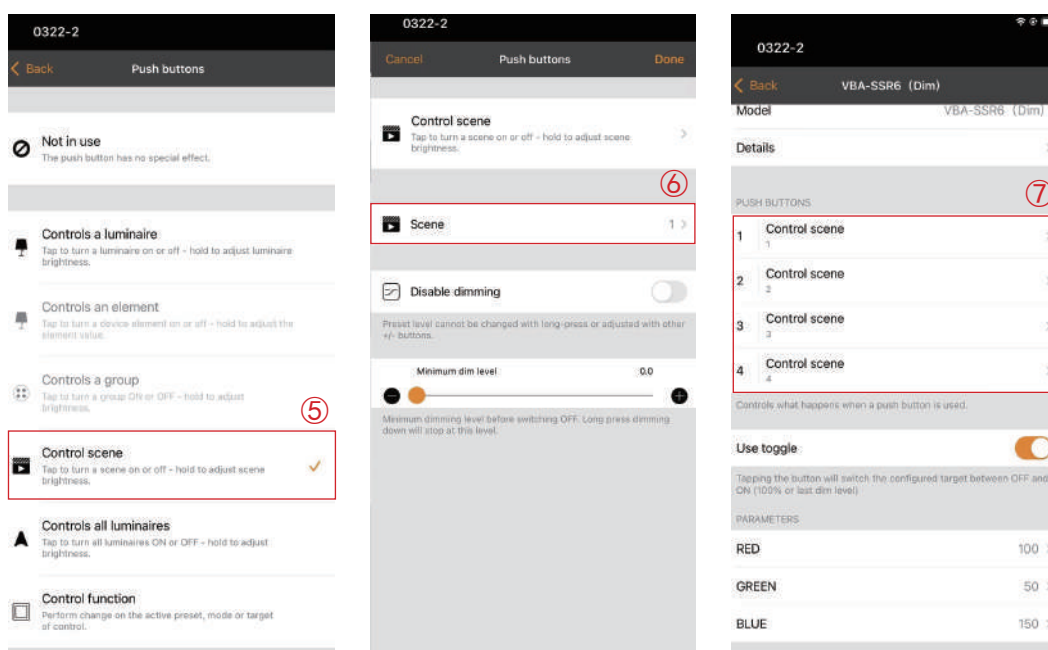 0322-2
Back
Push buttons
Not in use
The push button has no special effect.
Controls a luminaire
Tap to turn a luminaire on or off - hold to adjust luminaire
brightness.
Controls an element
Tap to turn a device element on or off - hold to adjust the
element value.
Controls a group
Tap to turn a group ON or OFF - hold to adjust
brightness.
⑤
Control scene
Tap to turn a scene on or off - hold to adjust scene
brightness.
Controls all luminaires
Tap to turn all luminaires ON or OFF - hold to adjust
brightness.
Control function
Perform change on the active preset, mode or target
of control.
0322-2
Cancel
Push buttons
Done
Control scene
Tap to turn a scene on or off - hold to adjust scene
brightness.
⑥
Scene 1
Disable dimming
Preset level cannot be changed with long-press or adjusted with other
+/- buttons.
Minimum dim level 0.0
Minimum dimming level before switching OFF. Long press dimming
down will stop at this level.
0322-2
Back
VBA-SSR6 (Dim)
Model VBA-SSR6 (Dim)
Details
⑦
PUSH BUTTONS
1 Control scene
1
2 Control scene
2
3 Control scene
3
4 Control scene
4
Controls what happens when a push button is used.
Use toggle
Tapping the button will switch the configured target between OFF and
ON (100% or last dim level)
PARAMETERS
RED 100
GREEN 50
BLUE 150